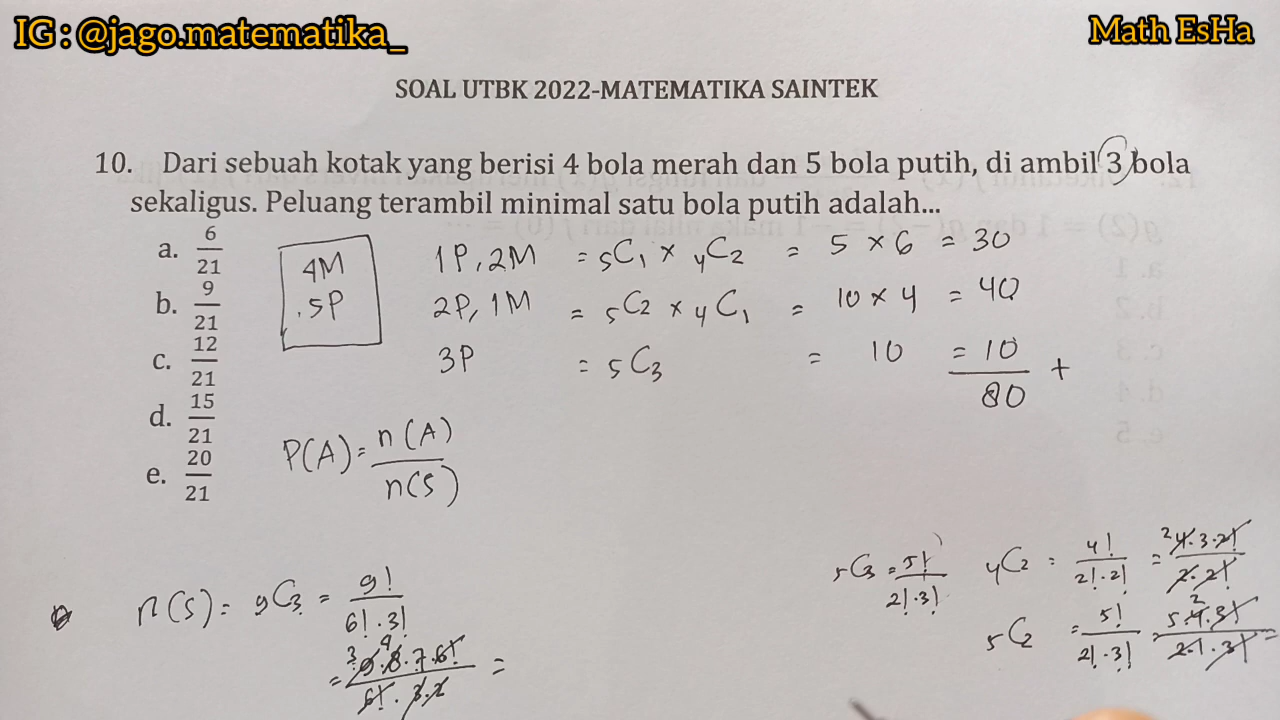 IG : @jago.matematika_
Math EsHa
SOAL UTBK 2022-MATEMATIKA SAINTEK
10. Dari sebuah kotak yang berisi 4 bola merah dan 5 bola putih, di ambil 3 bola
sekaligus. Peluang terambil minimal satu bola putih adalah...
a. 6/21
b. 9/21
c. 12/21
d. 15/21
e. 20/21
4M
5P
1P, 2M = 5C1 × 4C2 = 5 × 6 = 30
2P, 1M = 5C2 × 4C1 = 10 × 4 = 40
3P = 5C3 = 10 = 10 +
80
P(A) = n(A)/n(S)
n(S) = 9C3 = 9!/6!.3!
= 9.8.7.6!/6!.3.2 =
3 4
5C3 = 5!/2!.3!
4C2 = 4!/2!.2! = 4.3.2!/2.2!
2
5C2 = 5!/2!.3! = 5.4.3!/2.1.3! =
2